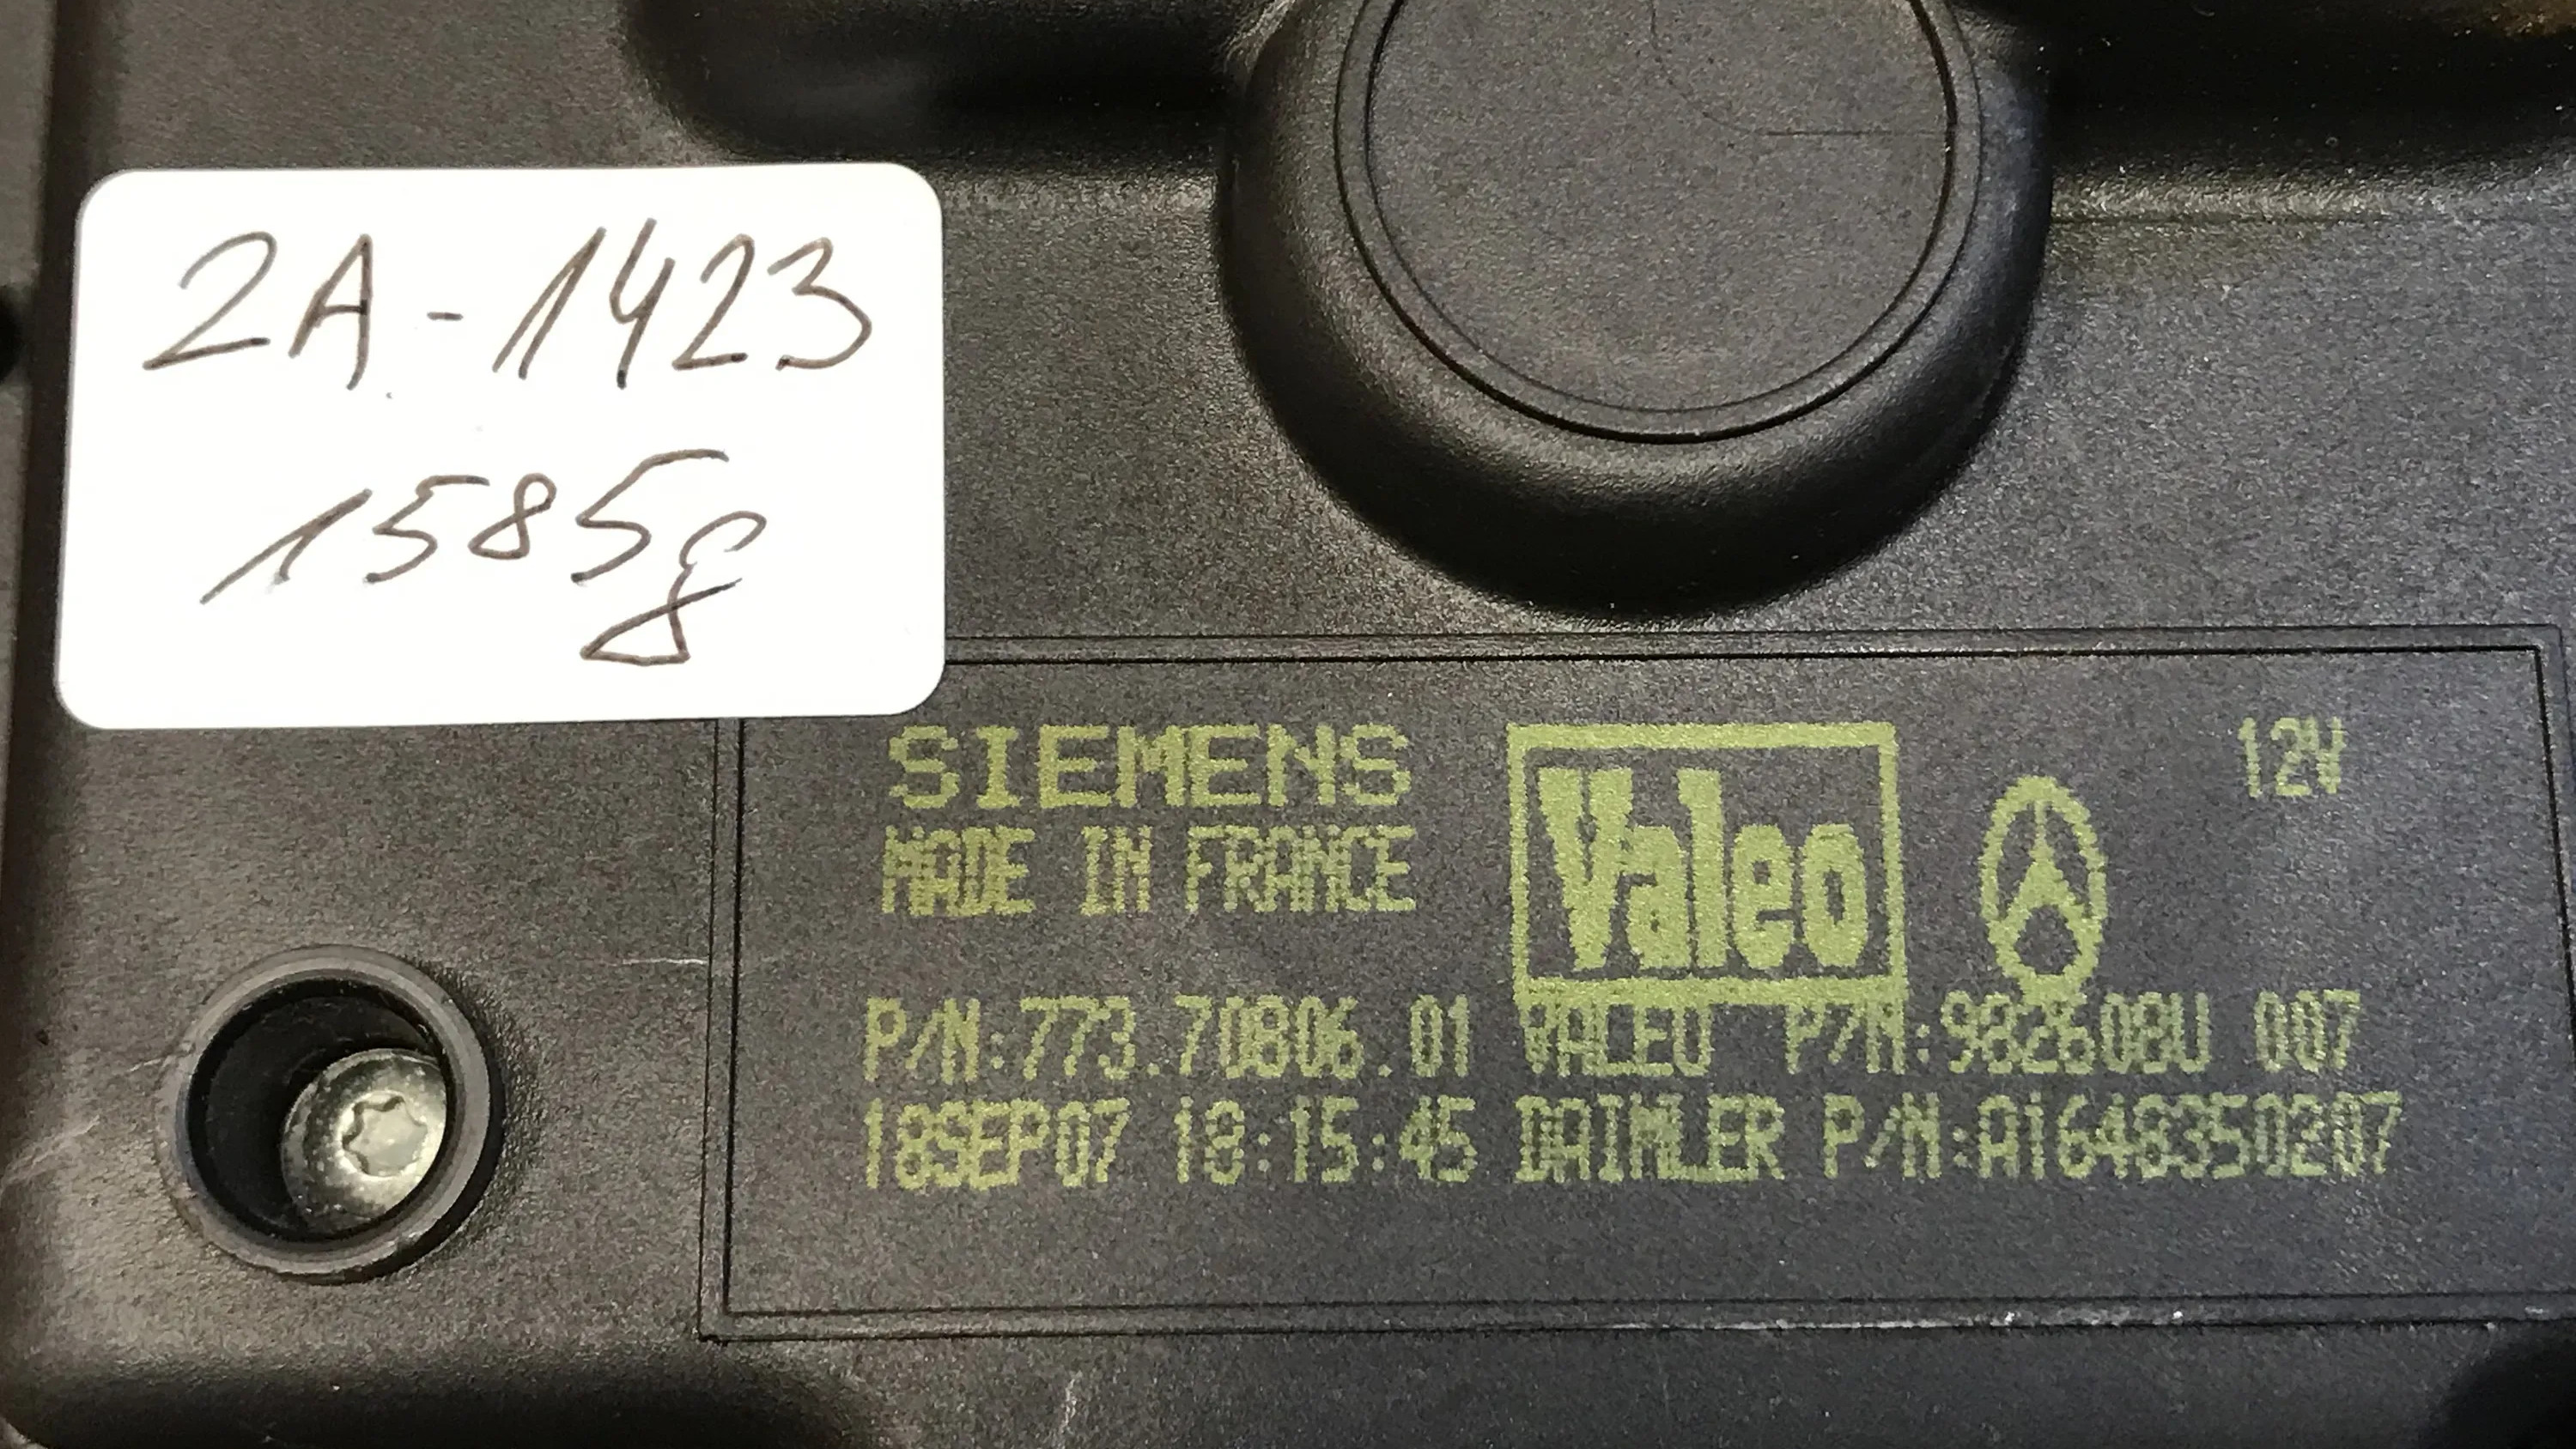 2A-1423
1585g
SIEMENS
MADE IN FRANCE
Valeo
12V
P/N:773.70806.01 VALEO P/N:982608U 007
18SEP07 18:15:45 DAIMLER P/N:A1648350207